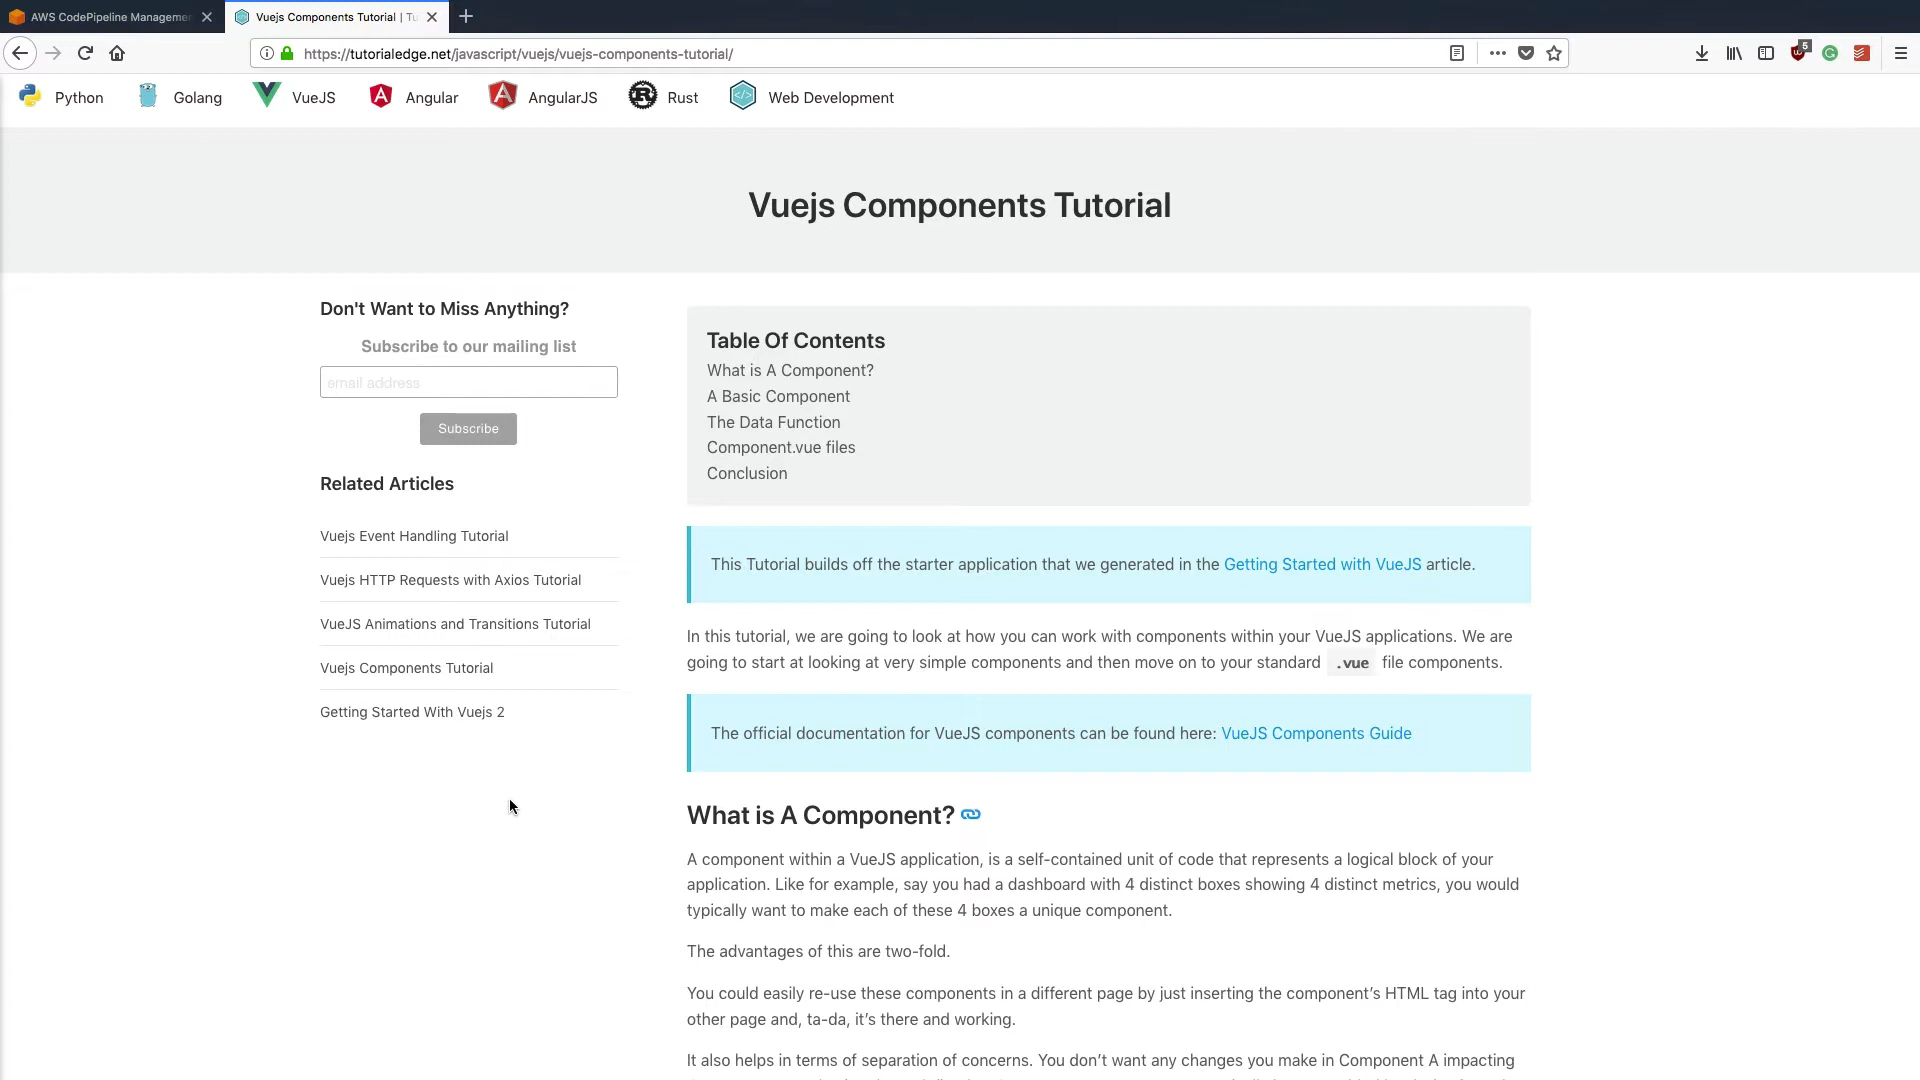 AWS CodePipeline Managemen
Vuejs Components Tutorial | Tu
https://tutorialedge.net/javascript/vuejs/vuejs-components-tutorial/
5
Python
Golang
VueJS
Angular
AngularJS
Rust
Web Development
Vuejs Components Tutorial
Don't Want to Miss Anything?
Subscribe to our mailing list
email address
Subscribe
Related Articles
Vuejs Event Handling Tutorial
Vuejs HTTP Requests with Axios Tutorial
VueJS Animations and Transitions Tutorial
Vuejs Components Tutorial
Getting Started With Vuejs 2
Table Of Contents
What is A Component?
A Basic Component
The Data Function
Component.vue files
Conclusion
This Tutorial builds off the starter application that we generated in the Getting Started with VueJS article.
In this tutorial, we are going to look at how you can work with components within your VueJS applications. We are
going to start at looking at very simple components and then move on to your standard .vue file components.
The official documentation for VueJS components can be found here: VueJS Components Guide
What is A Component?
A component within a VueJS application, is a self-contained unit of code that represents a logical block of your
application. Like for example, say you had a dashboard with 4 distinct boxes showing 4 distinct metrics, you would
typically want to make each of these 4 boxes a unique component.
The advantages of this are two-fold.
You could easily re-use these components in a different page by just inserting the component's HTML tag into your
other page and, ta-da, it's there and working.
It also helps in terms of separation of concerns. You don't want any changes you make in Component A impacting